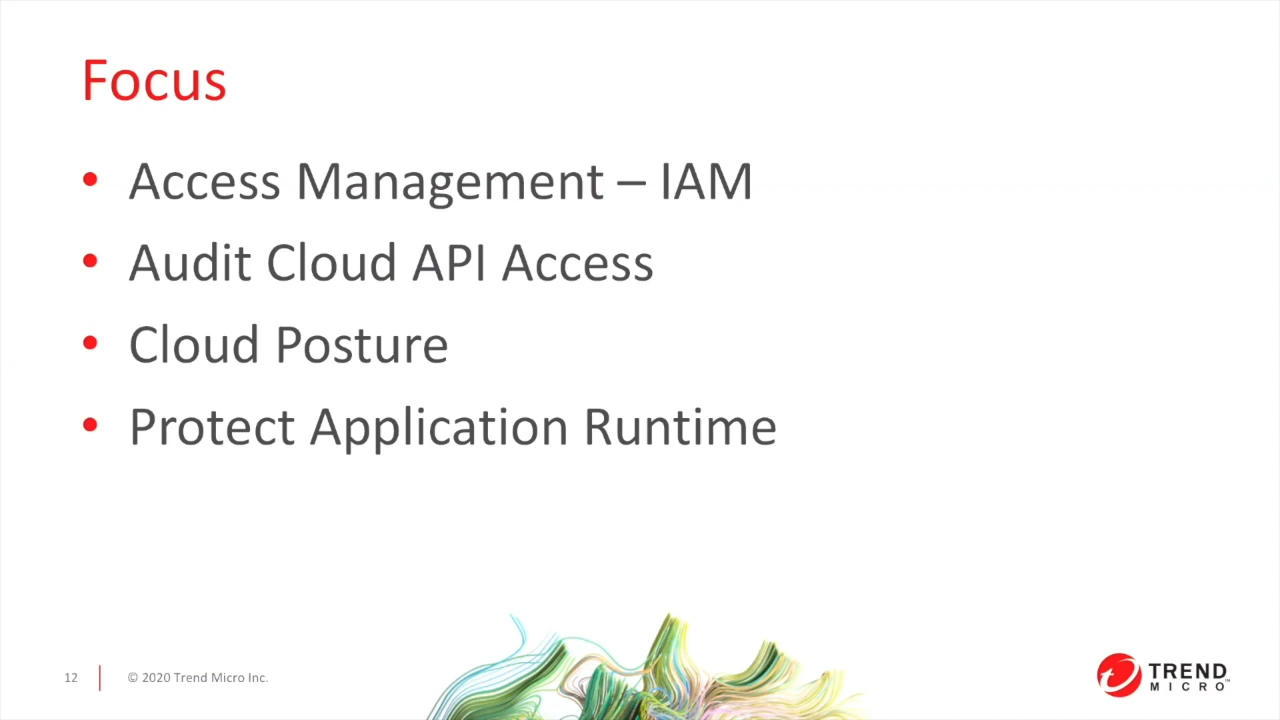 Focus
• Access Management – IAM
• Audit Cloud API Access
• Cloud Posture
• Protect Application Runtime
12
© 2020 Trend Micro Inc.
TREND
MICRO™